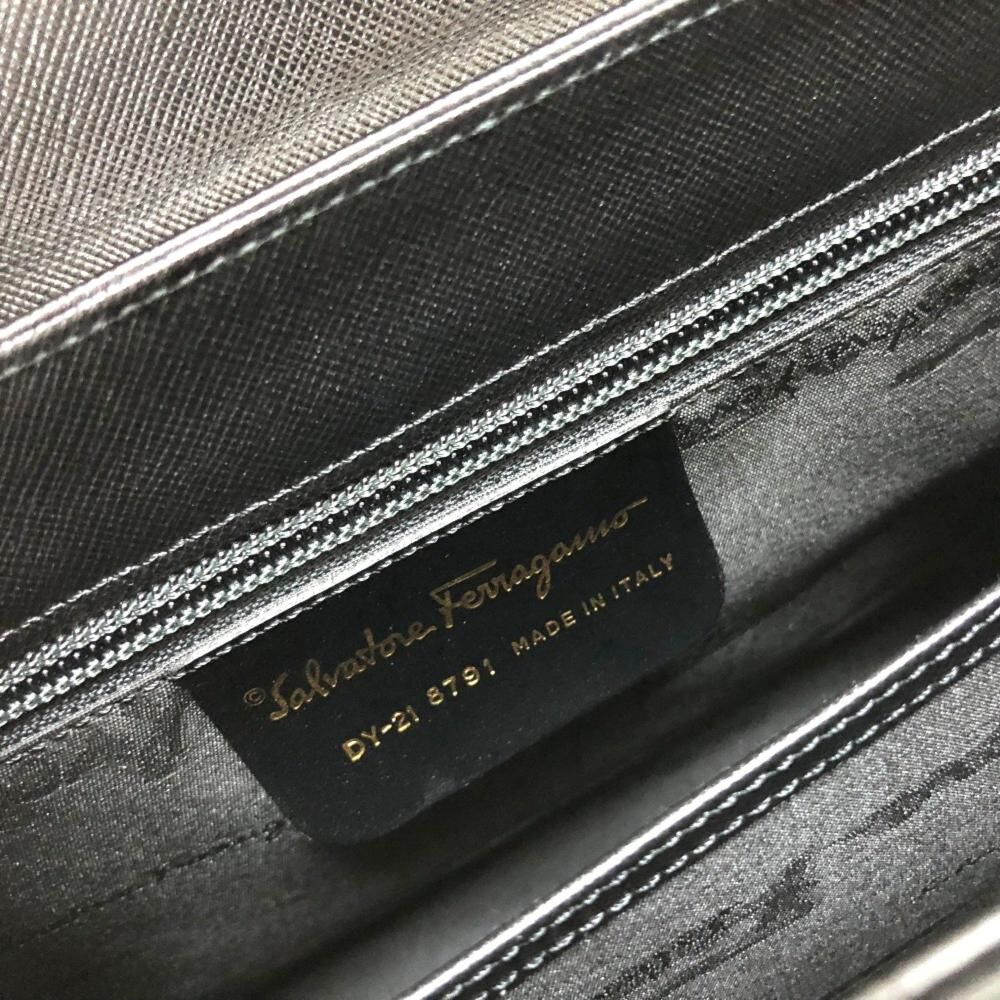 ©Salvatore Ferragamo
DY-21 8791 MADE IN ITALY